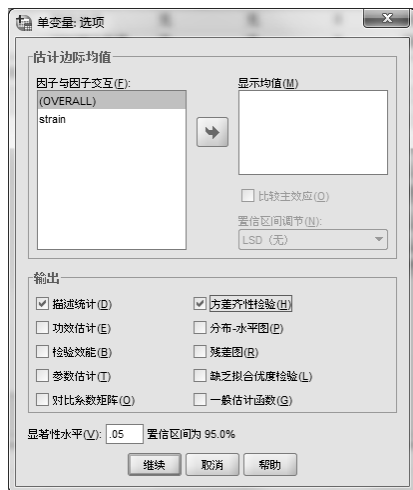 单变量: 选项
估计边际均值
因子与因子交互(F):
(OVERALL)
strain
显示均值(M)
比较主效应(O)
置信区间调节(N):
LSD（无）
输出
描述统计(D)
方差齐性检验(H)
功效估计(E)
分布-水平图(P)
检验效能(B)
残差图(R)
参数估计(T)
缺乏拟合优度检验(L)
对比系数矩阵(O)
一般估计函数(G)
显著性水平(V): .05 置信区间为 95.0%
继续 取消 帮助